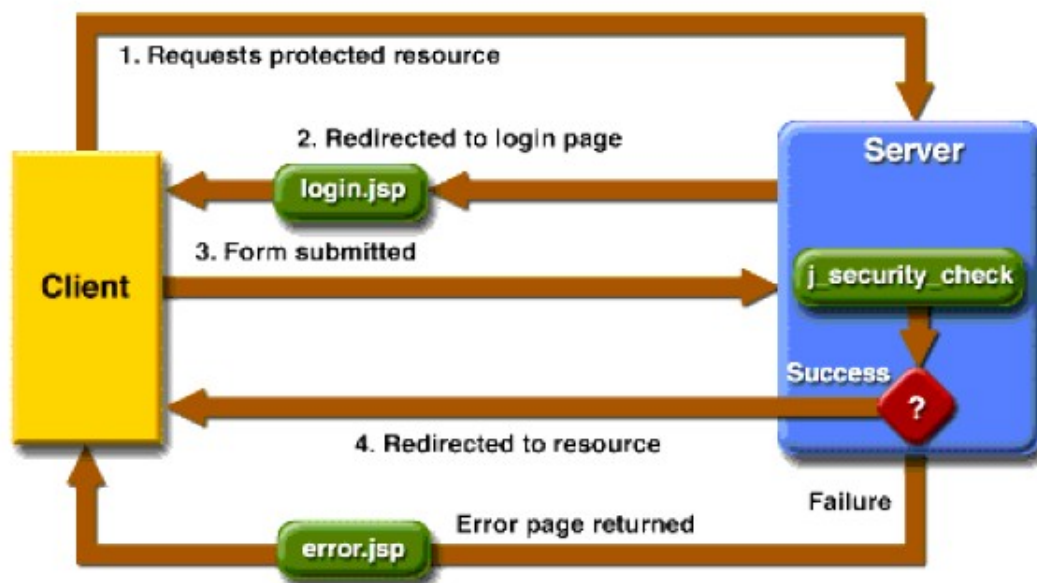 1. Requests protected resource
2. Redirected to login page
Server
login.jsp
3. Form submitted
Client
j_security_check
Success
?
4. Redirected to resource
Failure
Error page returned
error.jsp